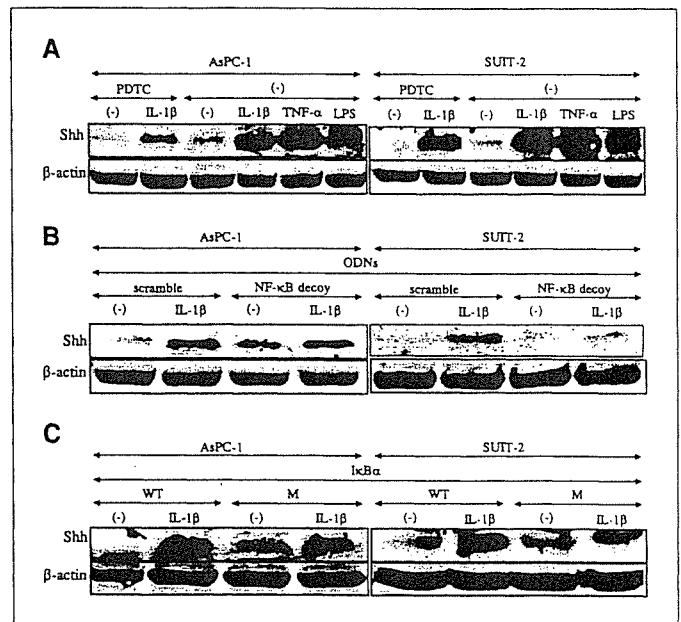 A
AsPC-1 SUIT-2
PDTC (-) PDTC (-)
(-) IL-1β (-) IL-1β TNF-α LPS (-) IL-1β (-) IL-1β TNF-α LPS
Shh
β-actin
B
AsPC-1 SUIT-2
ODNs
scramble NF-κB decoy scramble NF-κB decoy
(-) IL-1β (-) IL-1β (-) IL-1β (-) IL-1β
Shh
β-actin
C
AsPC-1 SUIT-2
IκBα
WT M WT M
(-) IL-1β (-) IL-1β (-) IL-1β (-) IL-1β
Shh
β-actin